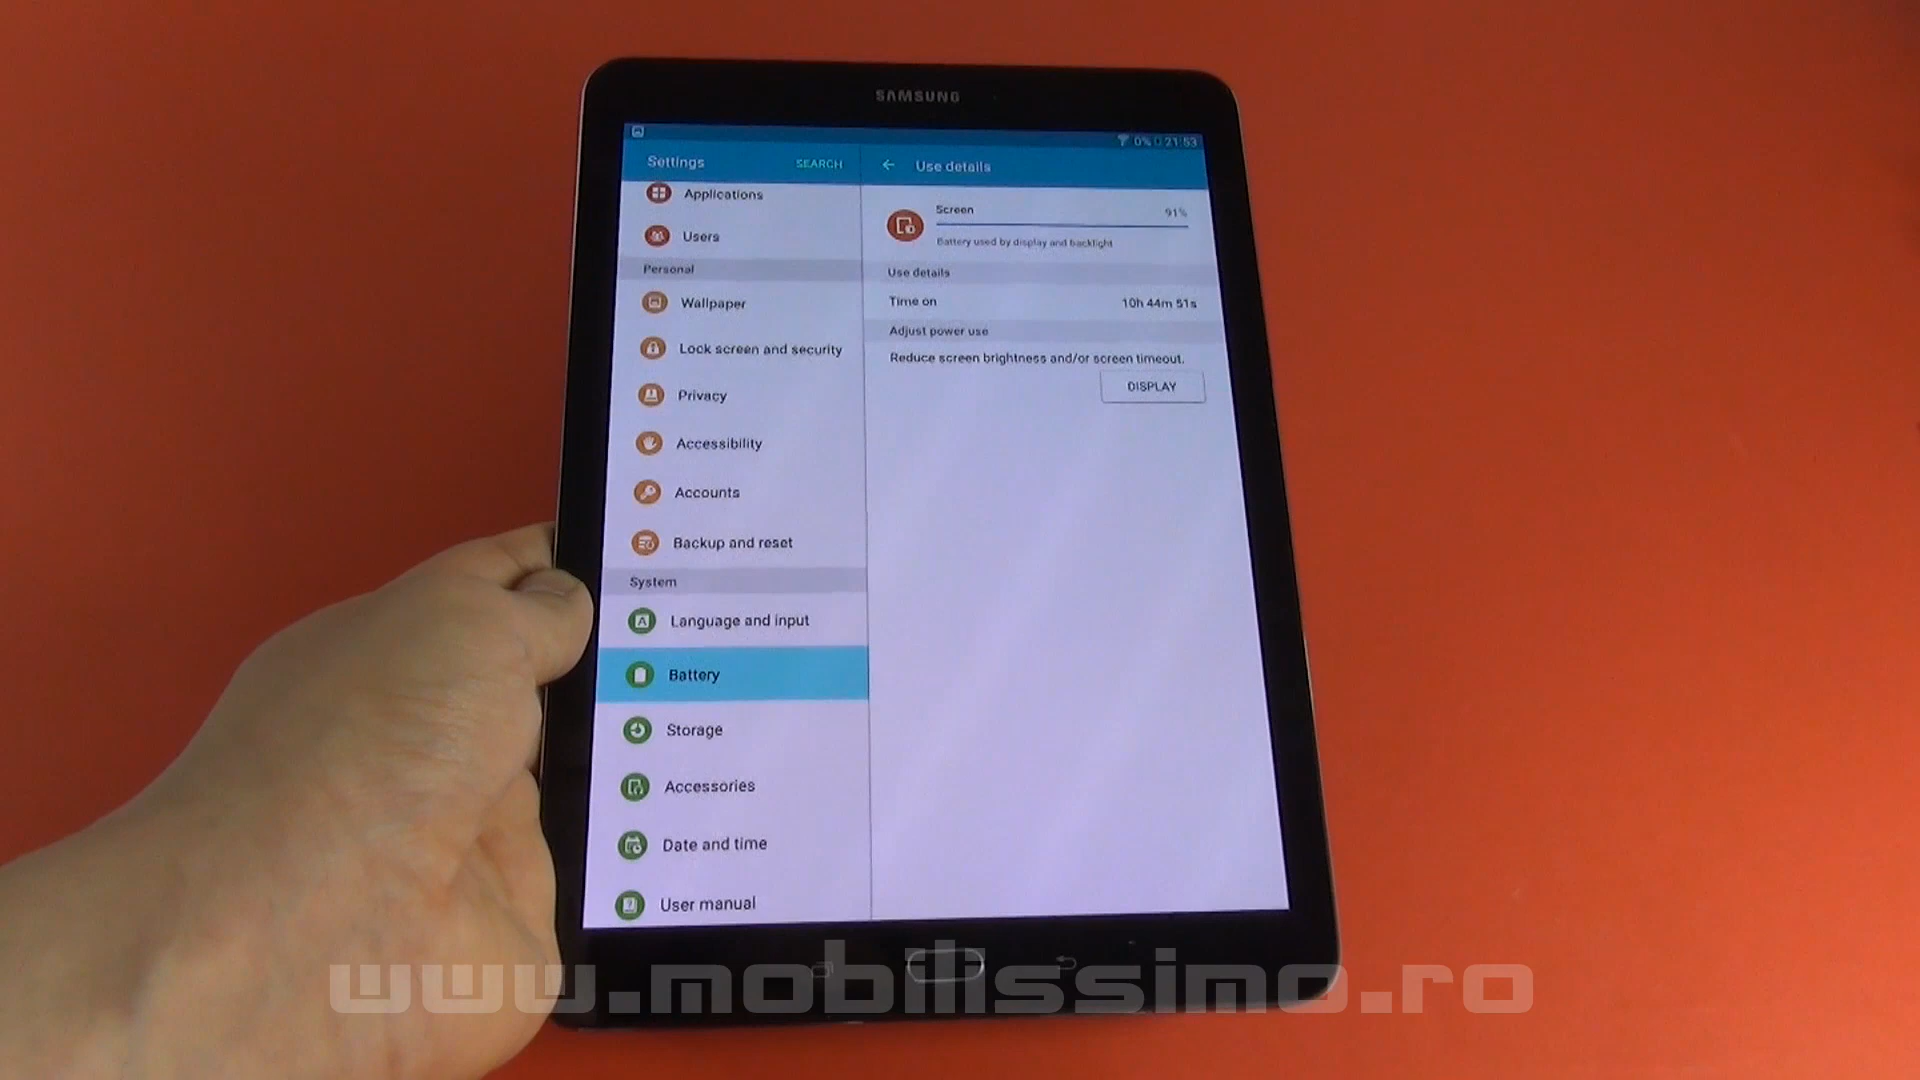 SAMSUNG
0% 21:53
Settings
SEARCH
Use details
Applications
Users
Personal
Wallpaper
Lock screen and security
Privacy
Accessibility
Accounts
Backup and reset
System
Language and input
Battery
Storage
Accessories
Date and time
User manual
Screen
91%
Battery used by display and backlight
Use details
Time on
10h 44m 51s
Adjust power use
Reduce screen brightness and/or screen timeout.
DISPLAY
www.mobilissimo.ro